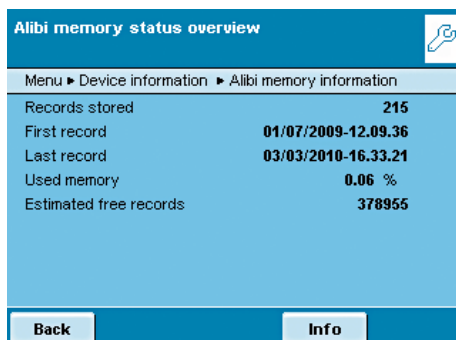 Alibi memory status overview
Menu ▸ Device information ▸ Alibi memory information
Records stored 215
First record 01/07/2009-12.09.36
Last record 03/03/2010-16.33.21
Used memory 0.06 %
Estimated free records 378955
Back Info